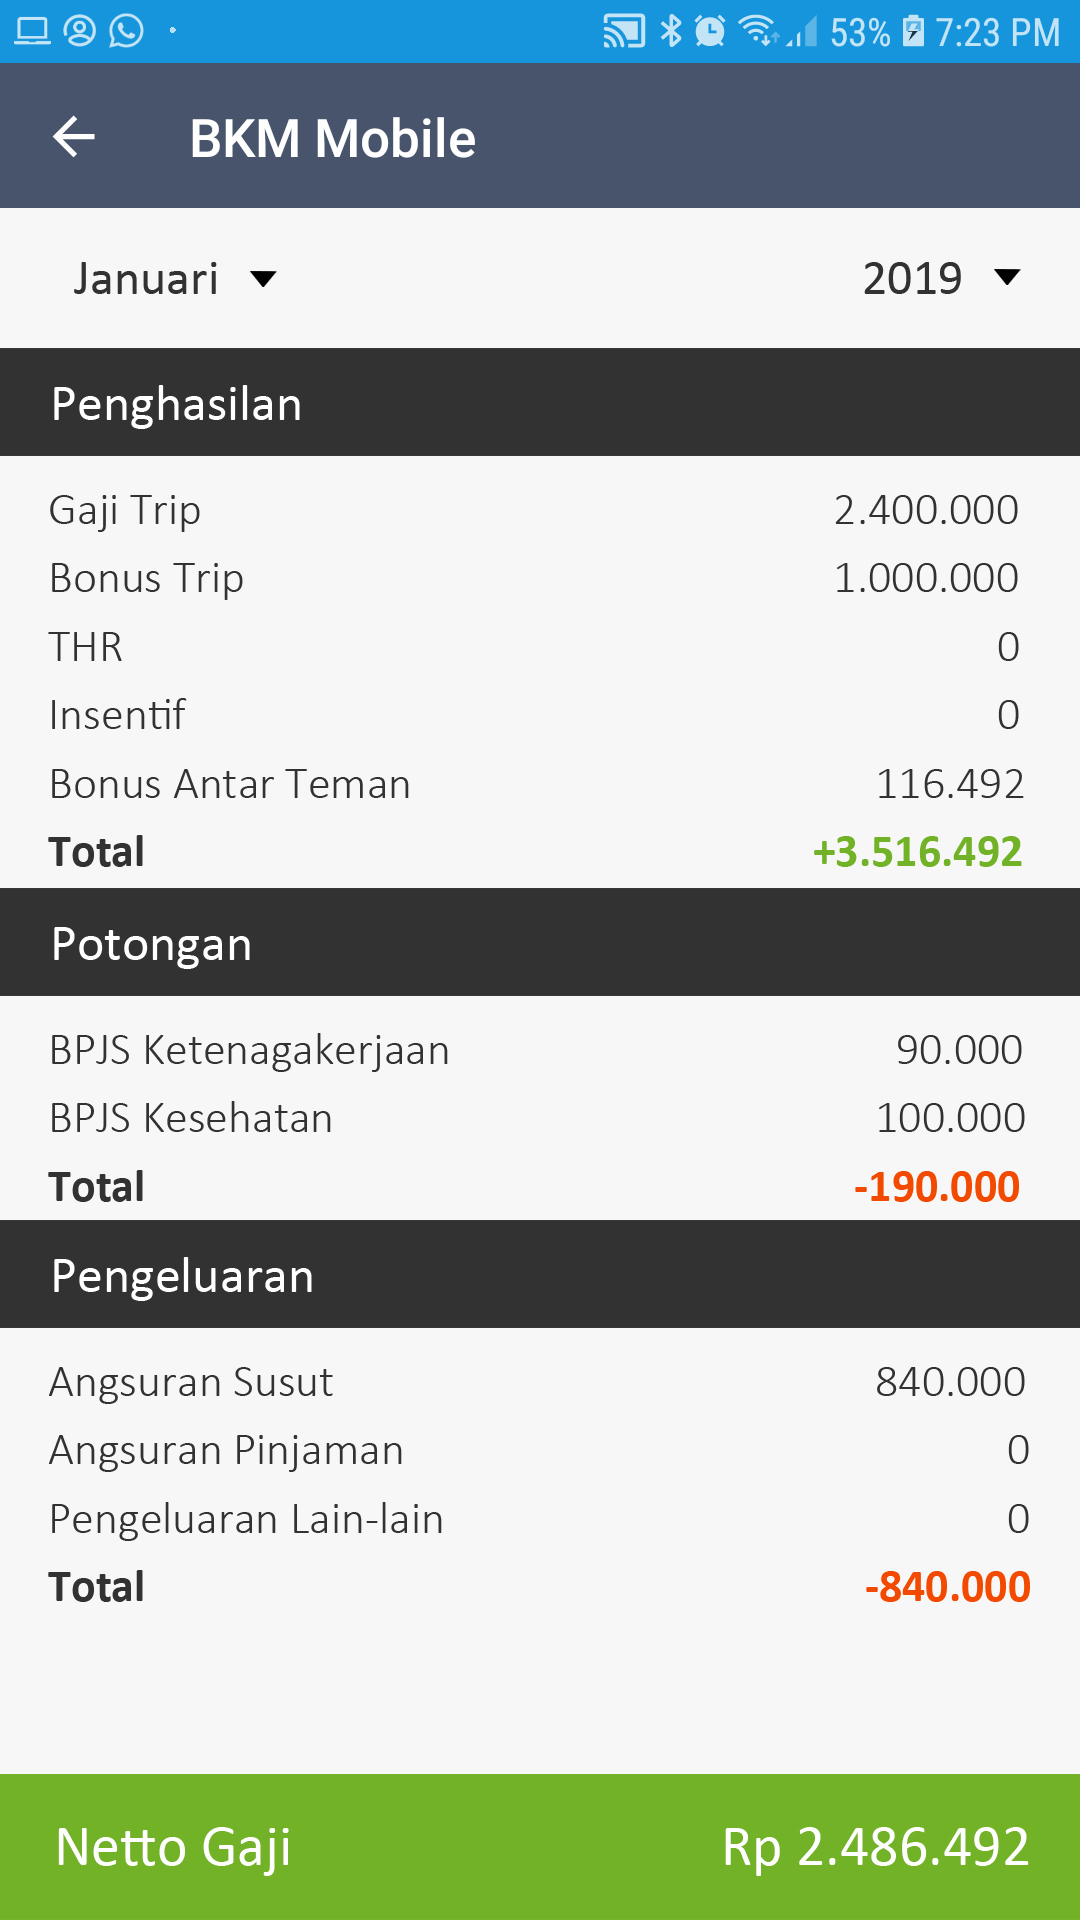 53% 7:23 PM
BKM Mobile
Januari 2019
Penghasilan
Gaji Trip 2.400.000
Bonus Trip 1.000.000
THR 0
Insentif 0
Bonus Antar Teman 116.492
Total +3.516.492
Potongan
BPJS Ketenagakerjaan 90.000
BPJS Kesehatan 100.000
Total -190.000
Pengeluaran
Angsuran Susut 840.000
Angsuran Pinjaman 0
Pengeluaran Lain-lain 0
Total -840.000
Netto Gaji Rp 2.486.492